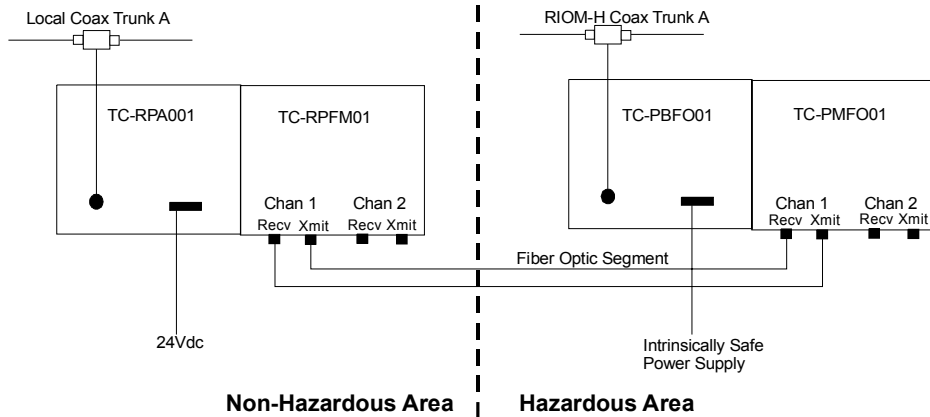 Local Coax Trunk A
RIOM-H Coax Trunk A
TC-RPA001
TC-RPFM01
TC-PBFO01
TC-PMFO01
Chan 1
Chan 2
Recv Xmit
Recv Xmit
Chan 1
Chan 2
Recv Xmit
Recv Xmit
Fiber Optic Segment
24Vdc
Intrinsically Safe
Power Supply
Non-Hazardous Area
Hazardous Area